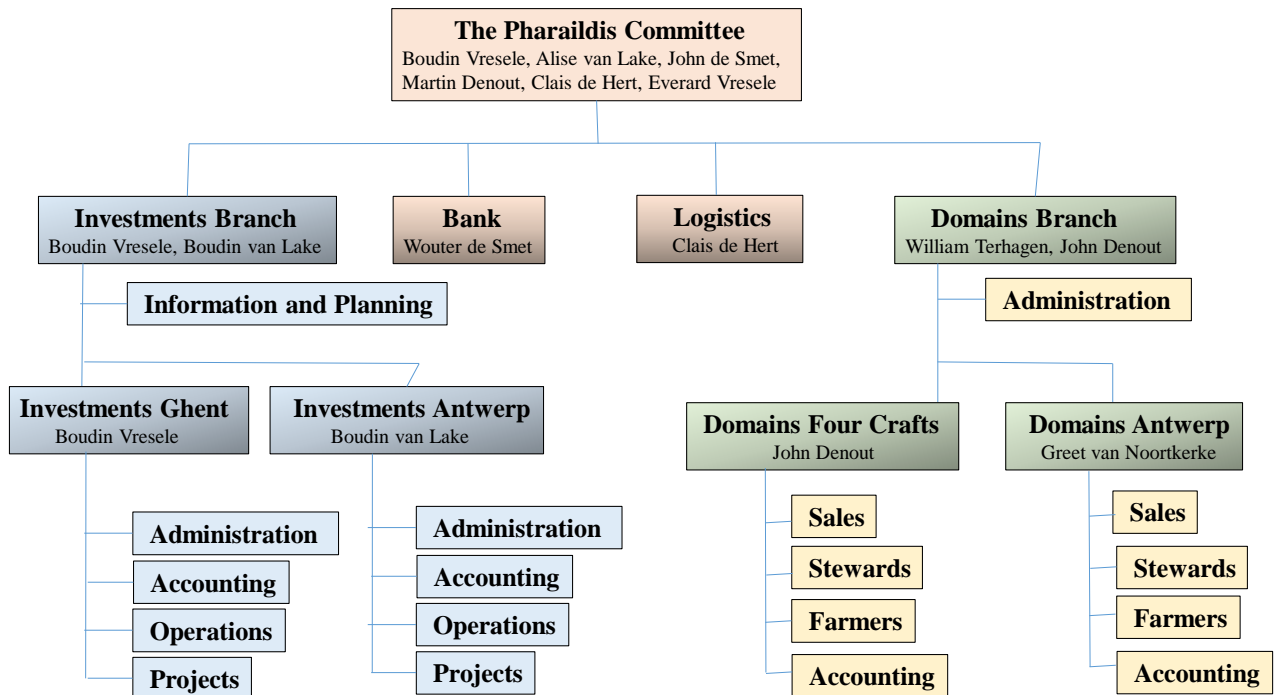 The Pharaildis Committee
Boudin Vresele, Alise van Lake, John de Smet,
Martin Denout, Clais de Hert, Everard Vresele
Investments Branch
Boudin Vresele, Boudin van Lake
Bank
Wouter de Smet
Logistics
Clais de Hert
Domains Branch
William Terhagen, John Denout
Information and Planning
Administration
Investments Ghent
Boudin Vresele
Investments Antwerp
Boudin van Lake
Domains Four Crafts
John Denout
Domains Antwerp
Greet van Noortkerke
Administration
Accounting
Operations
Projects
Administration
Accounting
Operations
Projects
Sales
Stewards
Farmers
Accounting
Sales
Stewards
Farmers
Accounting